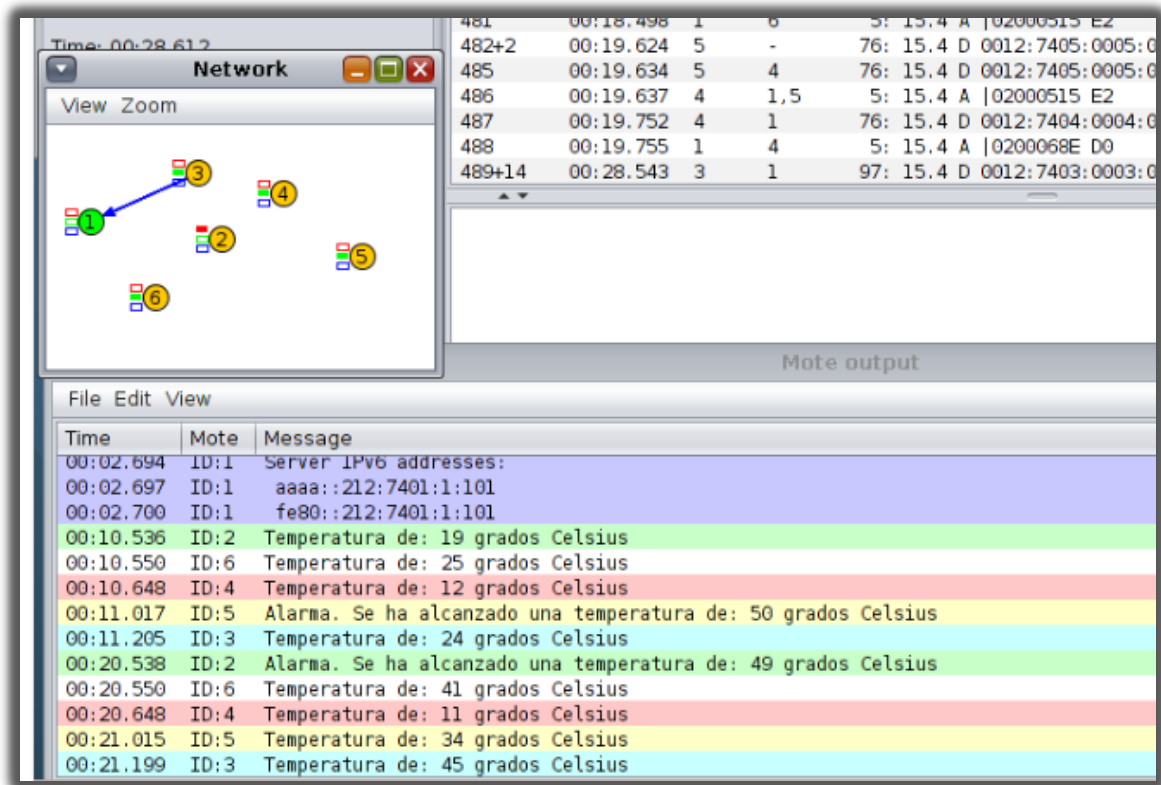 481 00:18.498 1 6 5: 15.4 A |02000515 E2
Time: 00:28.612
482+2 00:19.624 5 - 76: 15.4 D 0012:7405:0005:0
Network
485 00:19.634 5 4 76: 15.4 D 0012:7405:0005:0
View Zoom
486 00:19.637 4 1,5 5: 15.4 A |02000515 E2
487 00:19.752 4 1 76: 15.4 D 0012:7404:0004:0
488 00:19.755 1 4 5: 15.4 A |0200068E D0
489+14 00:28.543 3 1 97: 15.4 D 0012:7403:0003:0
3
4
1
2
5
6
Mote output
File Edit View
Time Mote Message
00:02.694 ID:1 Server IPv6 addresses:
00:02.697 ID:1 aaaa::212:7401:1:101
00:02.700 ID:1 fe80::212:7401:1:101
00:10.536 ID:2 Temperatura de: 19 grados Celsius
00:10.550 ID:6 Temperatura de: 25 grados Celsius
00:10.648 ID:4 Temperatura de: 12 grados Celsius
00:11.017 ID:5 Alarma. Se ha alcanzado una temperatura de: 50 grados Celsius
00:11.205 ID:3 Temperatura de: 24 grados Celsius
00:20.538 ID:2 Alarma. Se ha alcanzado una temperatura de: 49 grados Celsius
00:20.550 ID:6 Temperatura de: 41 grados Celsius
00:20.648 ID:4 Temperatura de: 11 grados Celsius
00:21.015 ID:5 Temperatura de: 34 grados Celsius
00:21.199 ID:3 Temperatura de: 45 grados Celsius